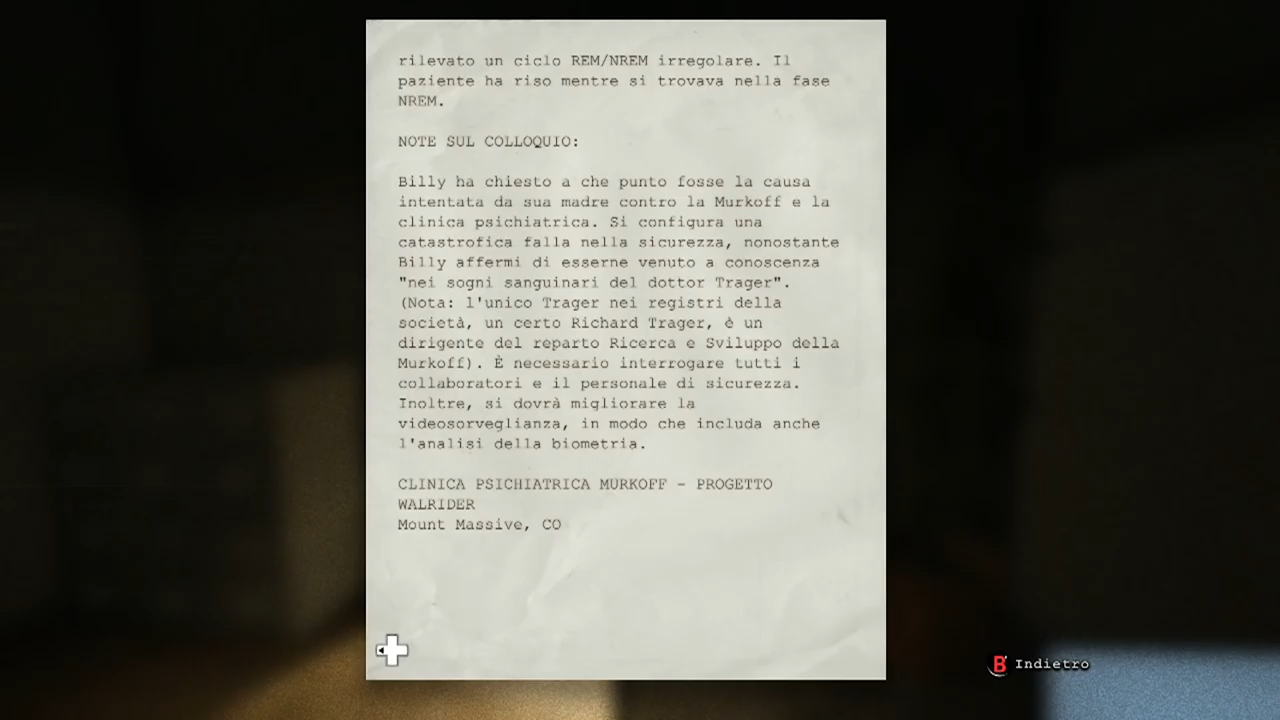 rilevato un ciclo REM/NREM irregolare. Il
paziente ha riso mentre si trovava nella fase
NREM.
NOTE SUL COLLOQUIO:
Billy ha chiesto a che punto fosse la causa
intentata da sua madre contro la Murkoff e la
clinica psichiatrica. Si configura una
catastrofica falla nella sicurezza, nonostante
Billy affermi di esserne venuto a conoscenza
"nei sogni sanguinari del dottor Trager".
(Nota: l'unico Trager nei registri della
società, un certo Richard Trager, è un
dirigente del reparto Ricerca e Sviluppo della
Murkoff). È necessario interrogare tutti i
collaboratori e il personale di sicurezza.
Inoltre, si dovrà migliorare la
videosorveglianza, in modo che includa anche
l'analisi della biometria.
CLINICA PSICHIATRICA MURKOFF - PROGETTO
WALRIDER
Mount Massive, CO
B Indietro